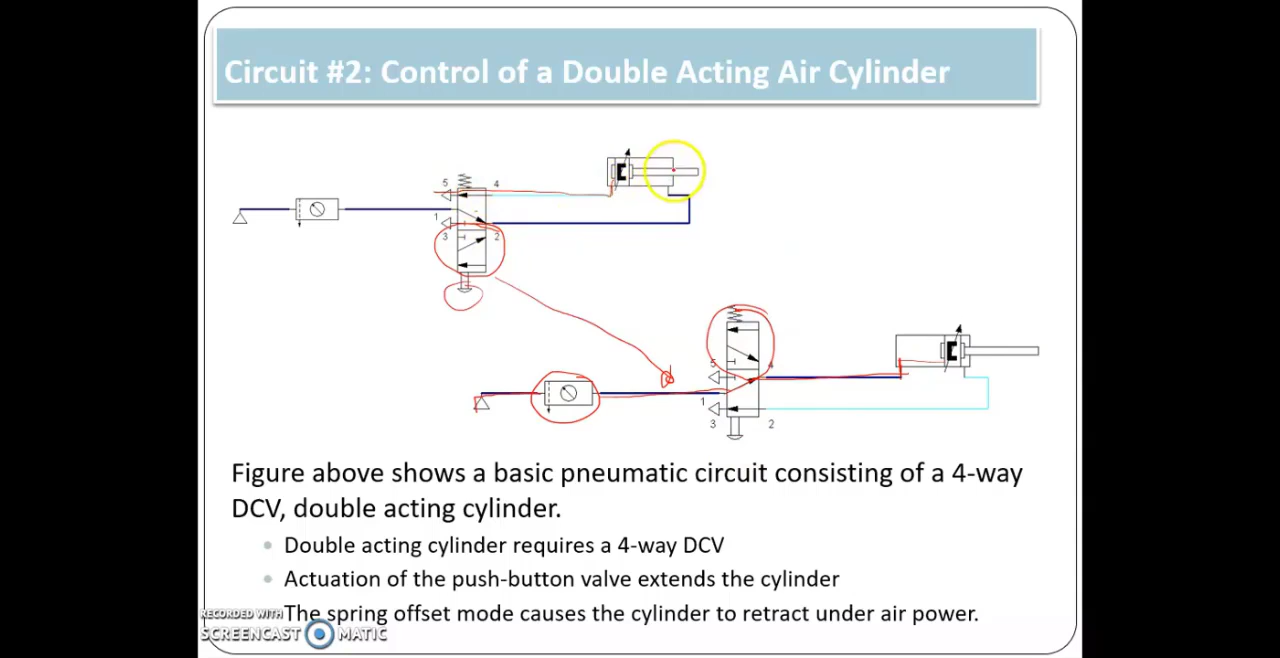 Circuit #2: Control of a Double Acting Air Cylinder
5 4
1
3 2
5 4
1
3 2
Figure above shows a basic pneumatic circuit consisting of a 4-way
DCV, double acting cylinder.
Double acting cylinder requires a 4-way DCV
Actuation of the push-button valve extends the cylinder
The spring offset mode causes the cylinder to retract under air power.
RECORDED WITH
SCREENCAST MATIC